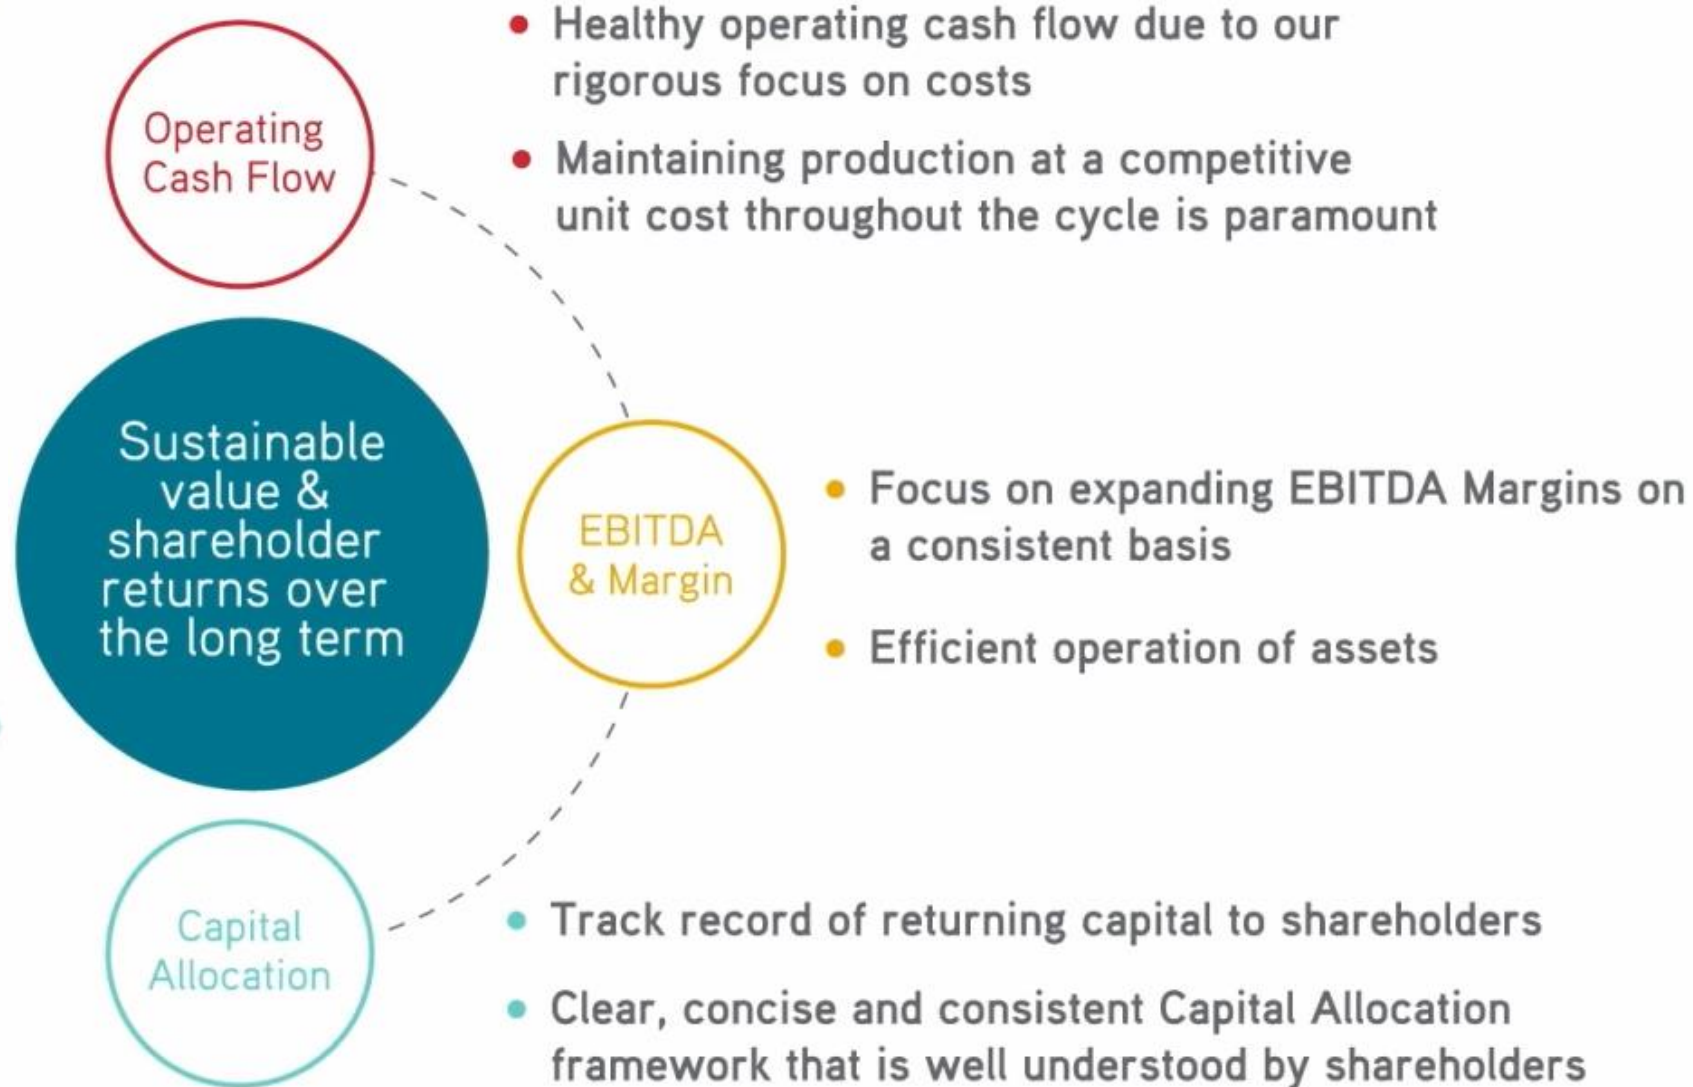 Operating
Cash Flow
• Healthy operating cash flow due to our
rigorous focus on costs
• Maintaining production at a competitive
unit cost throughout the cycle is paramount
Sustainable
value &
shareholder
returns over
the long term
EBITDA
& Margin
• Focus on expanding EBITDA Margins on
a consistent basis
• Efficient operation of assets
Capital
Allocation
• Track record of returning capital to shareholders
• Clear, concise and consistent Capital Allocation
framework that is well understood by shareholders